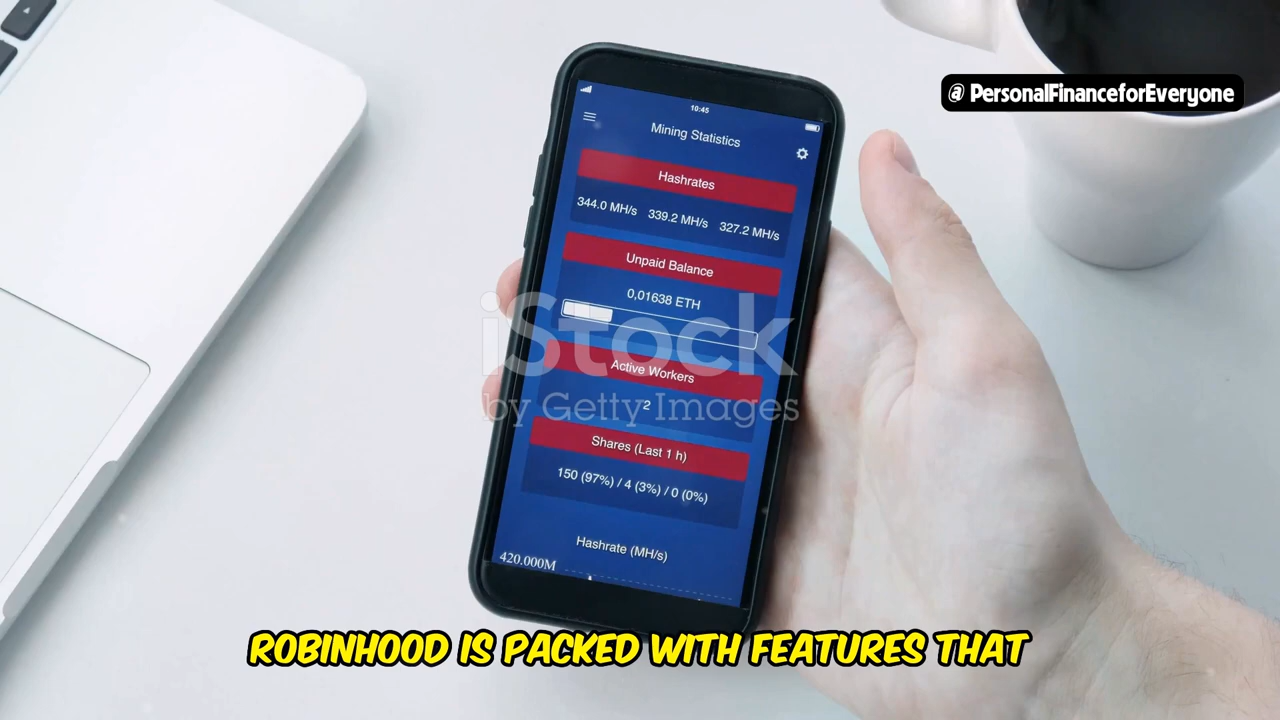 @ PersonalFinanceforEveryone
10:45
Mining Statistics
Hashrates
344.0 MH/s 339.2 MH/s 327.2 MH/s
Unpaid Balance
0,01638 ETH
iStock
by Getty Images
Active Workers
2
Shares (Last 1 h)
150 (97%) / 4 (3%) / 0 (0%)
Hashrate (MH/s)
420.000M
ROBINHOOD IS PACKED WITH FEATURES THAT